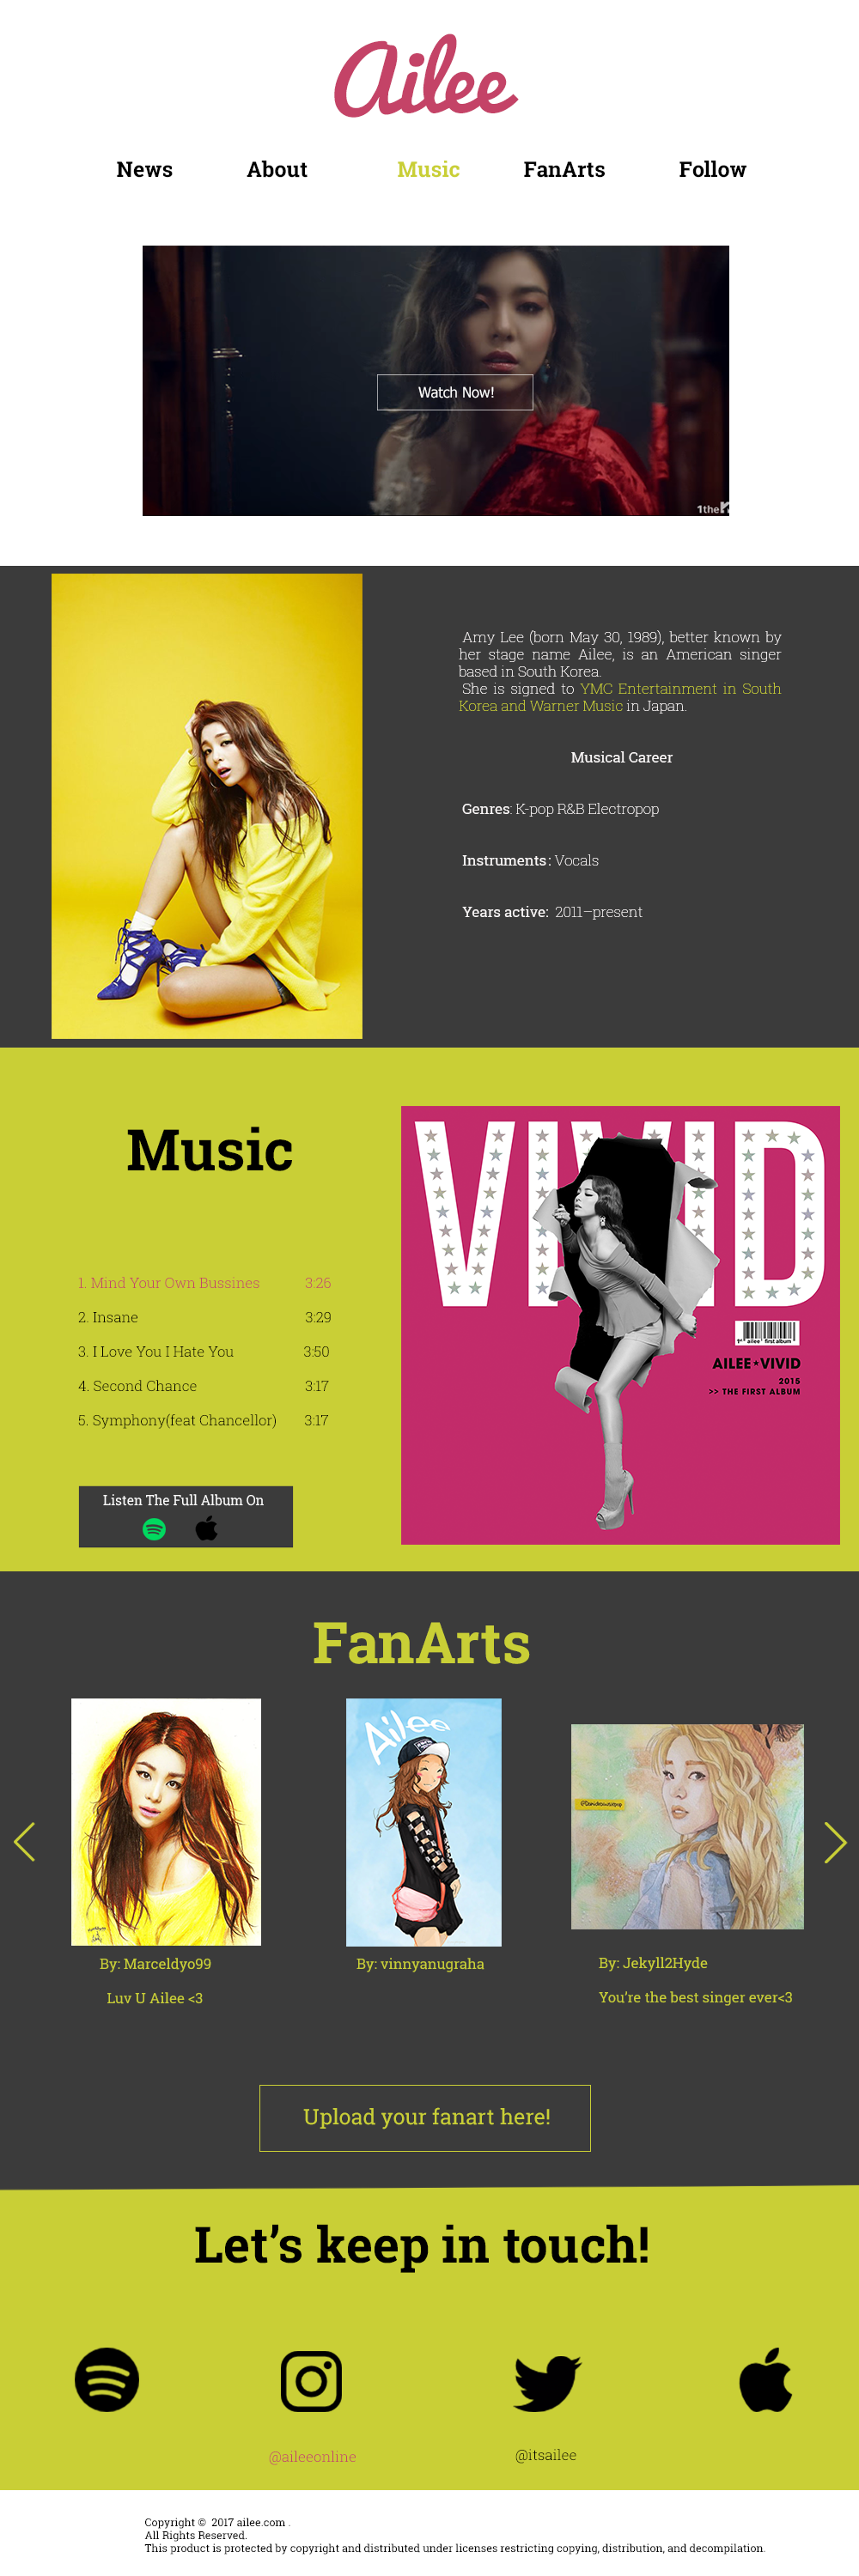 Ailee
News About Music FanArts Follow
Watch Now!
1the
Amy Lee (born May 30, 1989), better known by
her stage name Ailee, is an American singer
based in South Korea.
She is signed to YMC Entertainment in South
Korea and Warner Music in Japan.
Musical Career
Genres: K-pop R&B Electropop
Instruments: Vocals
Years active: 2011–present
Music
1. Mind Your Own Bussines 3:26
2. Insane 3:29
3. I Love You I Hate You 3:50
4. Second Chance 3:17
5. Symphony(feat Chancellor) 3:17
Listen The Full Album On
VIVID
1st ailee' first album
AILEE★VIVID
2015
>> THE FIRST ALBUM
FanArts
Ailee
By: Marceldyo99
Luv U Ailee <3
By: vinnyanugraha
By: Jekyll2Hyde
You’re the best singer ever<3
Upload your fanart here!
Let’s keep in touch!
@aileeonline
@itsailee
Copyright © 2017 ailee.com .
All Rights Reserved.
This product is protected by copyright and distributed under licenses restricting copying, distribution, and decompilation.